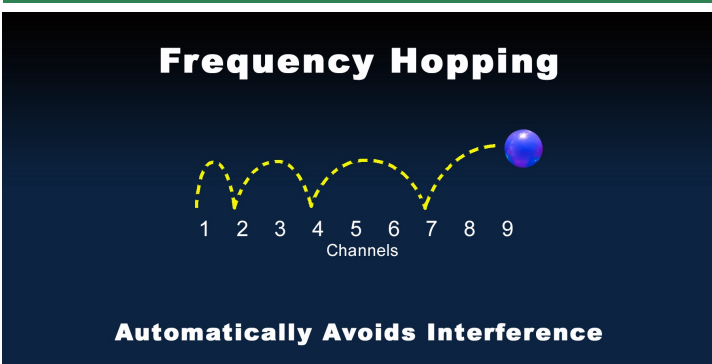 Frequency Hopping
1 2 3 4 5 6 7 8 9
Channels
Automatically Avoids Interference